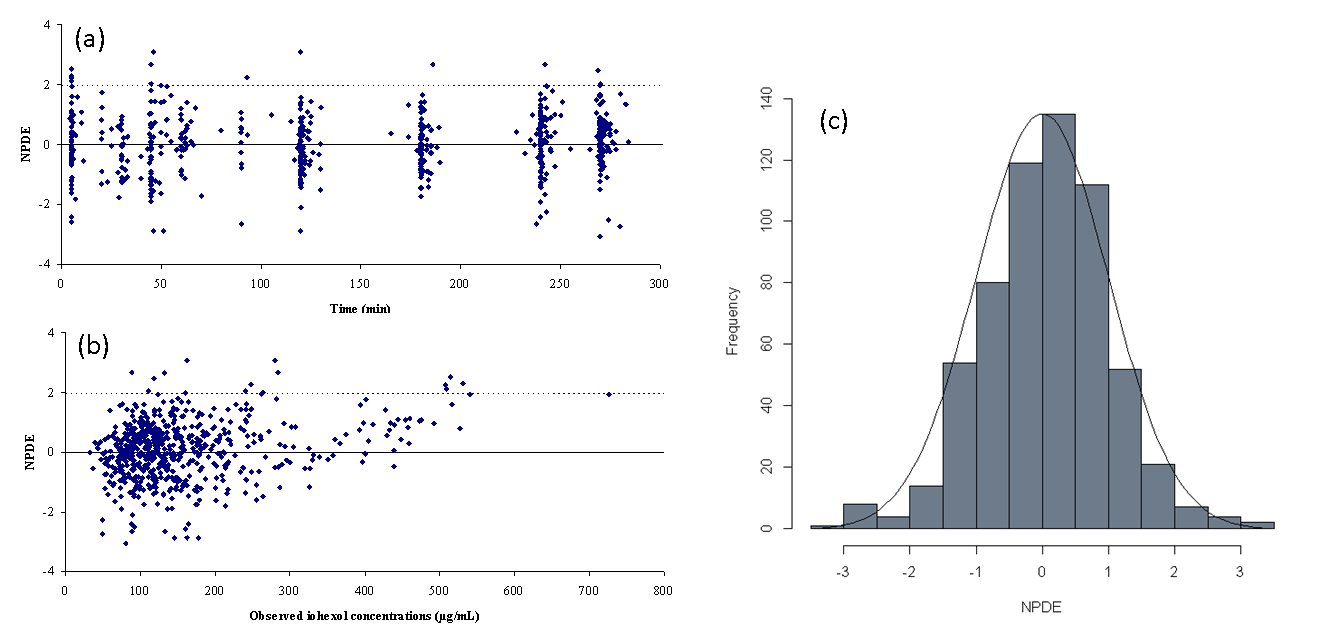 (a)
4
2
0
-2
-4
NPDE
0 50 100 150 200 250 300
Time (min)
(b)
4
2
0
-2
-4
NPDE
0 100 200 300 400 500 600 700 800
Observed iohexol concentrations (µg/mL)
(c)
140
120
100
80
60
40
20
0
Frequency
-3 -2 -1 0 1 2 3
NPDE